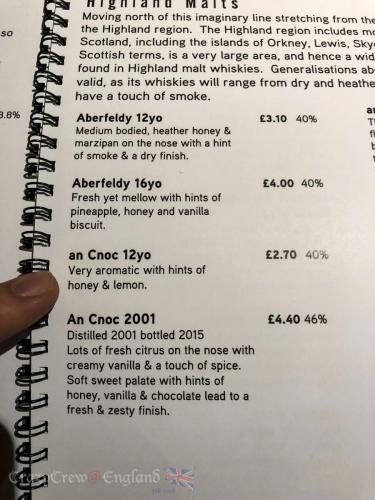 Highland Malts
Moving north of this imaginary line stretching from the
the Highland region. The Highland region includes mo
Scotland, including the islands of Orkney, Lewis, Sky
Scottish terms, is a very large area, and hence a wid
found in Highland malt whiskies. Generalisations ab
valid, as its whiskies will range from dry and heathe
have a touch of smoke.
so
8.8%
Aberfeldy 12yo £3.10 40%
Medium bodied, heather honey &
marzipan on the nose with a hint
of smoke & a dry finish.
Aberfeldy 16yo £4.00 40%
Fresh yet mellow with hints of
pineapple, honey and vanilla
biscuit.
an Cnoc 12yo £2.70 40%
Very aromatic with hints of
honey & lemon.
An Cnoc 2001 £4.40 46%
Distilled 2001 bottled 2015
Lots of fresh citrus on the nose with
creamy vanilla & a touch of spice.
Soft sweet palate with hints of
honey, vanilla & chocolate lead to a
fresh & zesty finish.
CrazyCrew@England